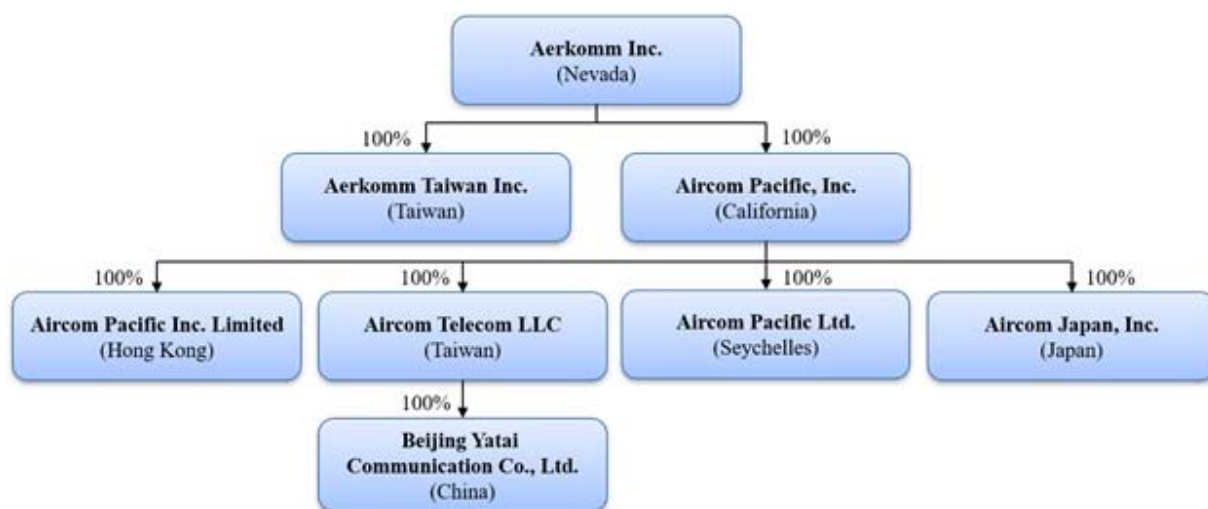 Aerkomm Inc.
(Nevada)
100%
100%
Aerkomm Taiwan Inc.
(Taiwan)
Aircom Pacific, Inc.
(California)
100%
100%
100%
100%
Aircom Pacific Inc. Limited
(Hong Kong)
Aircom Telecom LLC
(Taiwan)
Aircom Pacific Ltd.
(Seychelles)
Aircom Japan, Inc.
(Japan)
100%
Beijing Yatai
Communication Co., Ltd.
(China)